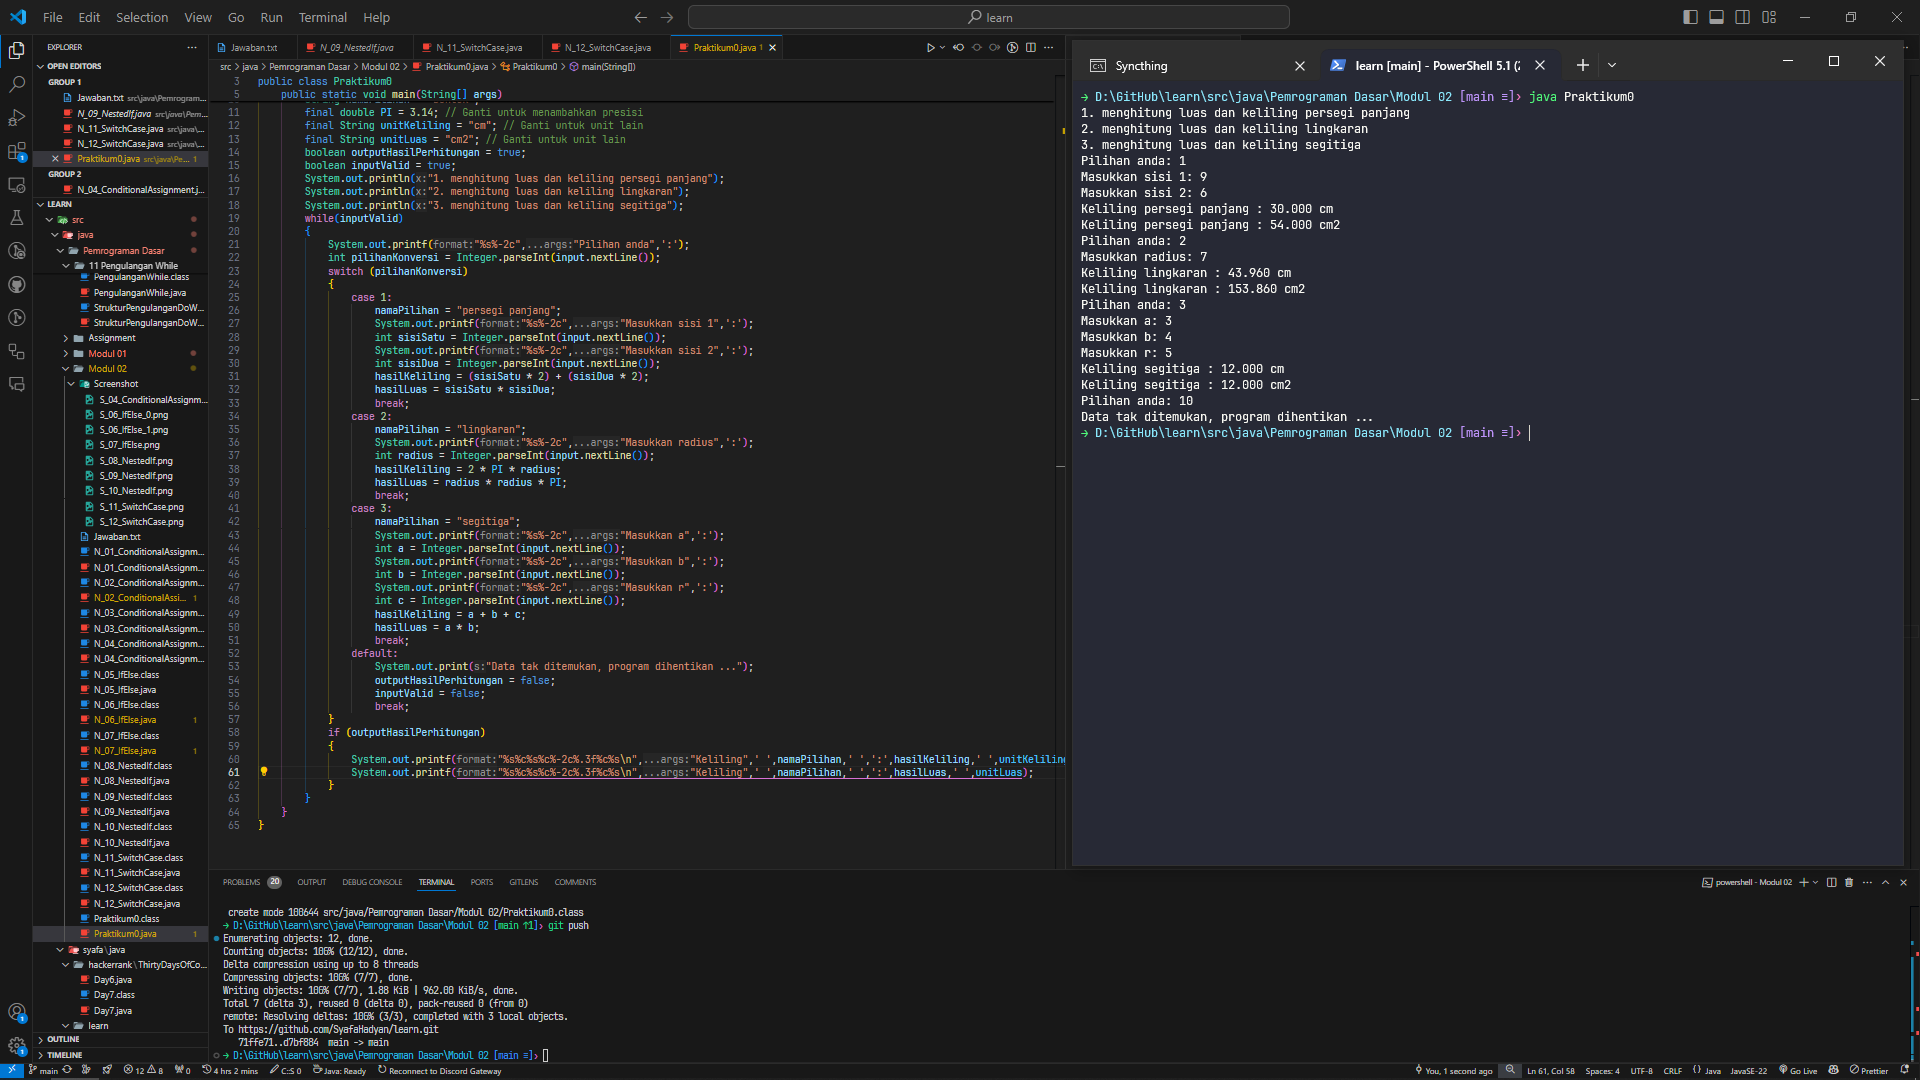 File Edit Selection View Go Run Terminal Help
learn
EXPLORER
OPEN EDITORS
GROUP 1
Jawaban.txt src\java\Pemrogram...
N_09_NestedIf.java src\java\Pem...
N_11_SwitchCase.java src\java\...
N_12_SwitchCase.java src\java\...
Praktikum0.java src\java\Pe... 1
GROUP 2
N_04_ConditionalAssignment.j...
LEARN
src
java
Pemrograman Dasar
11 Pengulangan While
PengulanganWhile.class
PengulanganWhile.java
StrukturPengulanganDoW...
StrukturPengulanganDoW...
Assignment
Modul 01
Modul 02
Screenshot
S_04_ConditionalAssignm...
S_06_IfElse_0.png
S_06_IfElse_1.png
S_07_IfElse.png
S_08_NestedIf.png
S_09_NestedIf.png
S_10_NestedIf.png
S_11_SwitchCase.png
S_12_SwitchCase.png
Jawaban.txt
N_01_ConditionalAssignm...
N_01_ConditionalAssignm...
N_02_ConditionalAssignm...
N_02_ConditionalAssi... 1
N_03_ConditionalAssignm...
N_03_ConditionalAssignm...
N_04_ConditionalAssignm...
N_04_ConditionalAssignm...
N_05_IfElse.class
N_05_IfElse.java
N_06_IfElse.class
N_06_IfElse.java 1
N_07_IfElse.class
N_07_IfElse.java 1
N_08_NestedIf.class
N_08_NestedIf.java
N_09_NestedIf.class
N_09_NestedIf.java
N_10_NestedIf.class
N_10_NestedIf.java
N_11_SwitchCase.class
N_11_SwitchCase.java
N_12_SwitchCase.class
N_12_SwitchCase.java
Praktikum0.class
Praktikum0.java 1
syafa\java
hackerrank\ThirtyDaysOfCo...
Day6.java
Day7.class
Day7.java
learn
OUTLINE
TIMELINE
Jawaban.txt N_09_NestedIf.java N_11_SwitchCase.java N_12_SwitchCase.java Praktikum0.java 1
src > java > Pemrograman Dasar > Modul 02 > Praktikum0.java > Praktikum0 > main(String[])
3 public class Praktikum0
5 public static void main(String[] args)
11 final double PI = 3.14; // Ganti untuk menambahkan presisi
12 final String unitKeliling = "cm"; // Ganti untuk unit lain
13 final String unitLuas = "cm2"; // Ganti untuk unit lain
14 boolean outputHasilPerhitungan = true;
15 boolean inputValid = true;
16 System.out.println(x:"1. menghitung luas dan keliling persegi panjang");
17 System.out.println(x:"2. menghitung luas dan keliling lingkaran");
18 System.out.println(x:"3. menghitung luas dan keliling segitiga");
19 while(inputValid)
20 {
21 System.out.printf(format:"%s%-2c",...args:"Pilihan anda",':');
22 int pilihanKonversi = Integer.parseInt(input.nextLine());
23 switch (pilihanKonversi)
24 {
25 case 1:
26 namaPilihan = "persegi panjang";
27 System.out.printf(format:"%s%-2c",...args:"Masukkan sisi 1",':');
28 int sisiSatu = Integer.parseInt(input.nextLine());
29 System.out.printf(format:"%s%-2c",...args:"Masukkan sisi 2",':');
30 int sisiDua = Integer.parseInt(input.nextLine());
31 hasilKeliling = (sisiSatu * 2) + (sisiDua * 2);
32 hasilLuas = sisiSatu * sisiDua;
33 break;
34 case 2:
35 namaPilihan = "lingkaran";
36 System.out.printf(format:"%s%-2c",...args:"Masukkan radius",':');
37 int radius = Integer.parseInt(input.nextLine());
38 hasilKeliling = 2 * PI * radius;
39 hasilLuas = radius * radius * PI;
40 break;
41 case 3:
42 namaPilihan = "segitiga";
43 System.out.printf(format:"%s%-2c",...args:"Masukkan a",':');
44 int a = Integer.parseInt(input.nextLine());
45 System.out.printf(format:"%s%-2c",...args:"Masukkan b",':');
46 int b = Integer.parseInt(input.nextLine());
47 System.out.printf(format:"%s%-2c",...args:"Masukkan r",':');
48 int c = Integer.parseInt(input.nextLine());
49 hasilKeliling = a + b + c;
50 hasilLuas = a * b;
51 break;
52 default:
53 System.out.print(s:"Data tak ditemukan, program dihentikan ...");
54 outputHasilPerhitungan = false;
55 inputValid = false;
56 break;
57 }
58 if (outputHasilPerhitungan)
59 {
60 System.out.printf(format:"%s%c%s%c%-2c%.3f%c%s\n",...args:"Keliling",' ',namaPilihan,' ',':',hasilKeliling,' ',unitKeliling
61 System.out.printf(format:"%s%c%s%c%-2c%.3f%c%s\n",...args:"Keliling",' ',namaPilihan,' ',':',hasilLuas,' ',unitLuas);
62 }
63 }
64 }
65 }
Syncthing learn [main] - PowerShell 5.1 (2
→ D:\GitHub\learn\src\java\Pemrograman Dasar\Modul 02 [main ≡]› java Praktikum0
1. menghitung luas dan keliling persegi panjang
2. menghitung luas dan keliling lingkaran
3. menghitung luas dan keliling segitiga
Pilihan anda: 1
Masukkan sisi 1: 9
Masukkan sisi 2: 6
Keliling persegi panjang : 30.000 cm
Keliling persegi panjang : 54.000 cm2
Pilihan anda: 2
Masukkan radius: 7
Keliling lingkaran : 43.960 cm
Keliling lingkaran : 153.860 cm2
Pilihan anda: 3
Masukkan a: 3
Masukkan b: 4
Masukkan r: 5
Keliling segitiga : 12.000 cm
Keliling segitiga : 12.000 cm2
Pilihan anda: 10
Data tak ditemukan, program dihentikan ...
→ D:\GitHub\learn\src\java\Pemrograman Dasar\Modul 02 [main ≡]›
PROBLEMS 20 OUTPUT DEBUG CONSOLE TERMINAL PORTS GITLENS COMMENTS
powershell - Modul 02
create mode 100644 src/java/Pemrograman Dasar/Modul 02/Praktikum0.class
→ D:\GitHub\learn\src\java\Pemrograman Dasar\Modul 02 [main ↑1]› git push
Enumerating objects: 12, done.
Counting objects: 100% (12/12), done.
Delta compression using up to 8 threads
Compressing objects: 100% (7/7), done.
Writing objects: 100% (7/7), 1.88 KiB | 962.00 KiB/s, done.
Total 7 (delta 3), reused 0 (delta 0), pack-reused 0 (from 0)
remote: Resolving deltas: 100% (3/3), completed with 3 local objects.
To https://github.com/SyafaHadyan/learn.git
71ffe71..d7bf884 main -> main
→ D:\GitHub\learn\src\java\Pemrograman Dasar\Modul 02 [main ≡]›
main 12 8 0 4 hrs 2 mins C:S 0 Java: Ready Reconnect to Discord Gateway
You, 1 second ago Ln 61, Col 58 Spaces: 4 UTF-8 CRLF {} Java JavaSE-22 Go Live Prettier